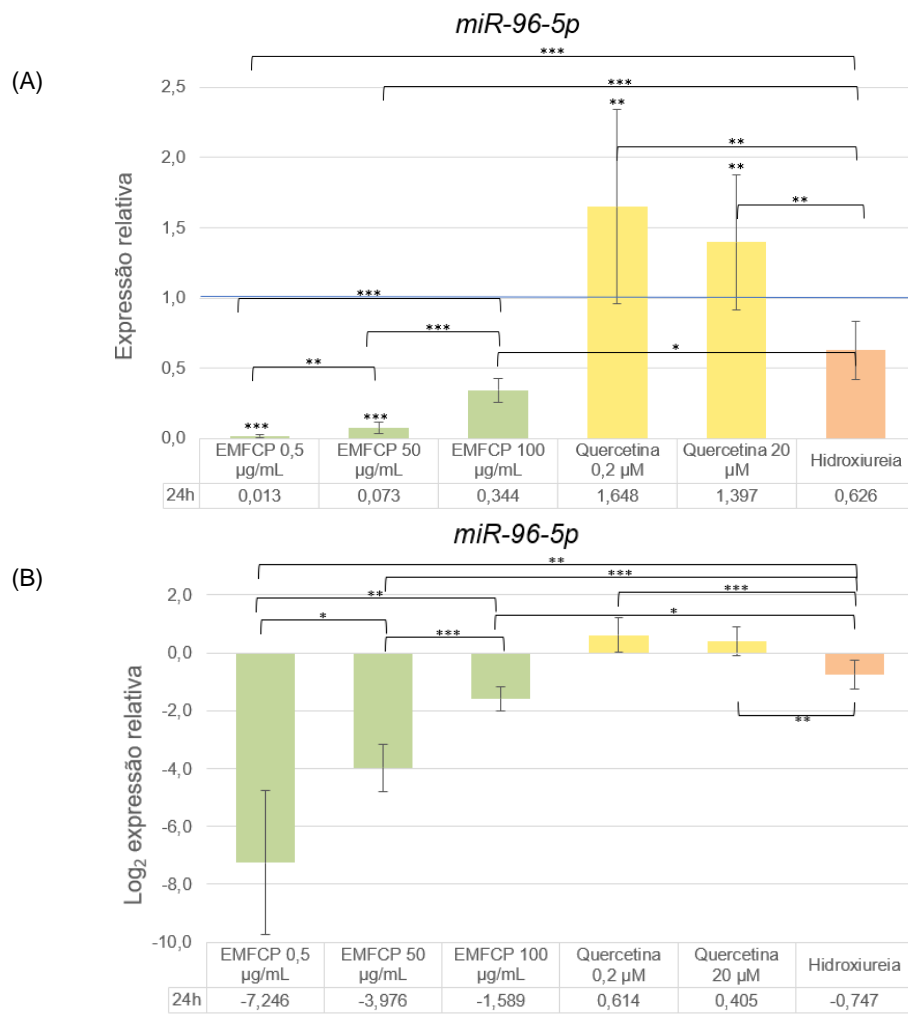 miR-96-5p
(A)
***
***
2,5
**
**
2,0
**
**
1,5
Expressão relativa
1,0
***
***
*
0,5
**
***
***
0,0
EMFCP 0,5 µg/mL
EMFCP 50 µg/mL
EMFCP 100 µg/mL
Quercetina 0,2 µM
Quercetina 20 µM
Hidroxiureia
24h 0,013 0,073 0,344 1,648 1,397 0,626
miR-96-5p
(B)
**
***
2,0
***
**
*
*
***
0,0
-2,0
**
-4,0
Log2 expressão relativa
-6,0
-8,0
-10,0
EMFCP 0,5 µg/mL
EMFCP 50 µg/mL
EMFCP 100 µg/mL
Quercetina 0,2 µM
Quercetina 20 µM
Hidroxiureia
24h -7,246 -3,976 -1,589 0,614 0,405 -0,747